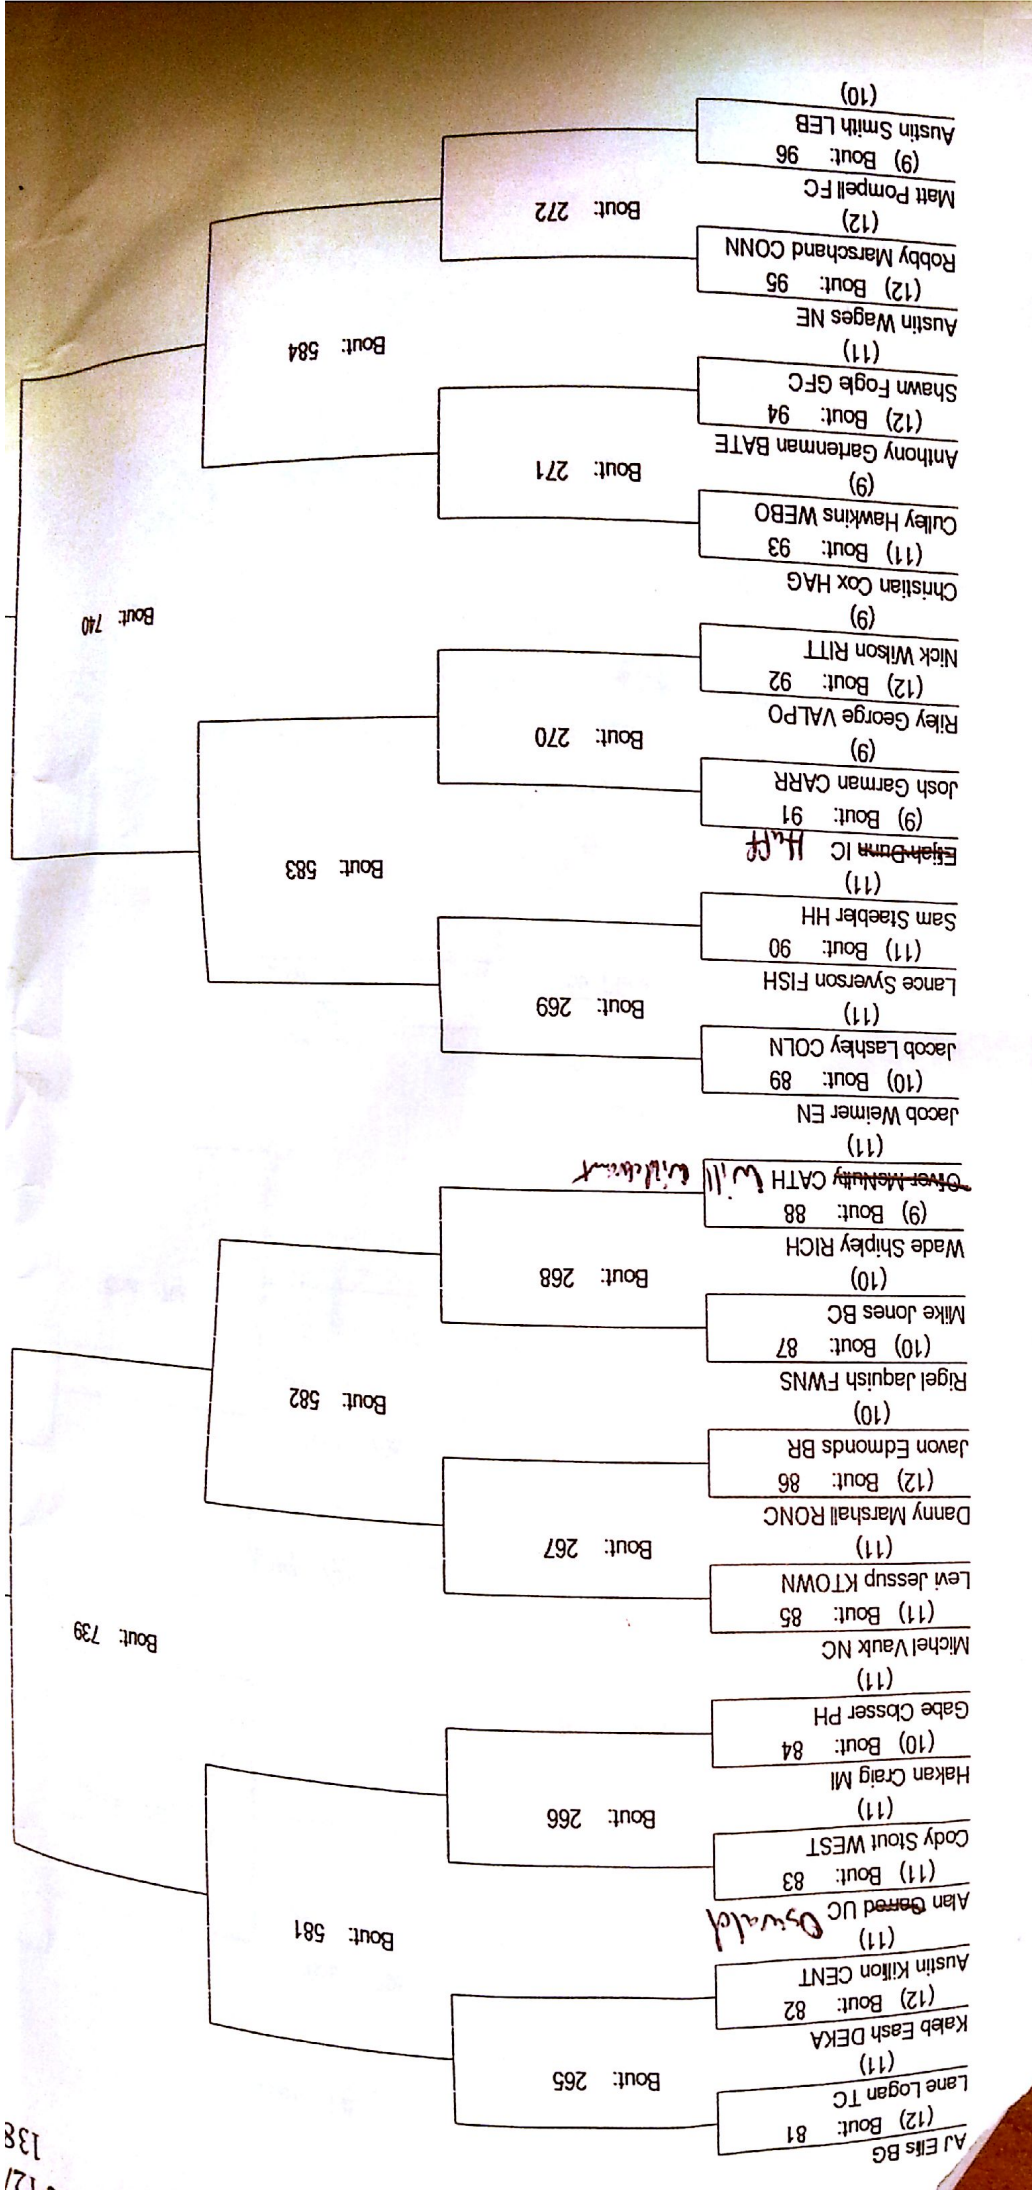 12/
138
AJ Ellis BG
(12) Bout: 81
Lane Logan TC
(11)
Bout: 265
Kaleb Eash DEKA
(12) Bout: 82
Austin Killion CENT
(11)
Bout: 581
Alan Garred UC Oswald
(11) Bout: 83
Cody Stout WEST
(11)
Bout: 266
Hakan Craig MI
(10) Bout: 84
Gabe Closser PH
(11)
Michel Vaulx NC
Bout: 739
(11) Bout: 85
Levi Jessup KTOWN
(11)
Bout: 267
Danny Marshall RONC
(12) Bout: 86
Javon Edmonds BR
(10)
Bout: 582
Rigel Jaquish FWNS
(10) Bout: 87
Mike Jones BC
(10)
Bout: 268
Wade Shipley RICH
(9) Bout: 88
Oliver McNulty CATH Will
(11)
Jacob Weimer EN
(10) Bout: 89
Jacob Lashley COLN
(11)
Bout: 269
Lance Syverson FISH
(11) Bout: 90
Sam Staebler HH
(11)
Bout: 583
Elijah Dunn IC Huff
(9) Bout: 91
Josh Garman CARR
(9)
Bout: 270
Riley George VALPO
(12) Bout: 92
Nick Wilson RITT
(9)
Bout: 740
Christian Cox HAG
(11) Bout: 93
Culley Hawkins WEBO
(9)
Bout: 271
Anthony Gartenman BATE
(12) Bout: 94
Shawn Fogle GFC
(11)
Bout: 584
Austin Wages NE
(12) Bout: 95
Robby Marschand CONN
(12)
Bout: 272
Matt Pompell FC
(9) Bout: 96
Austin Smith LEB
(10)